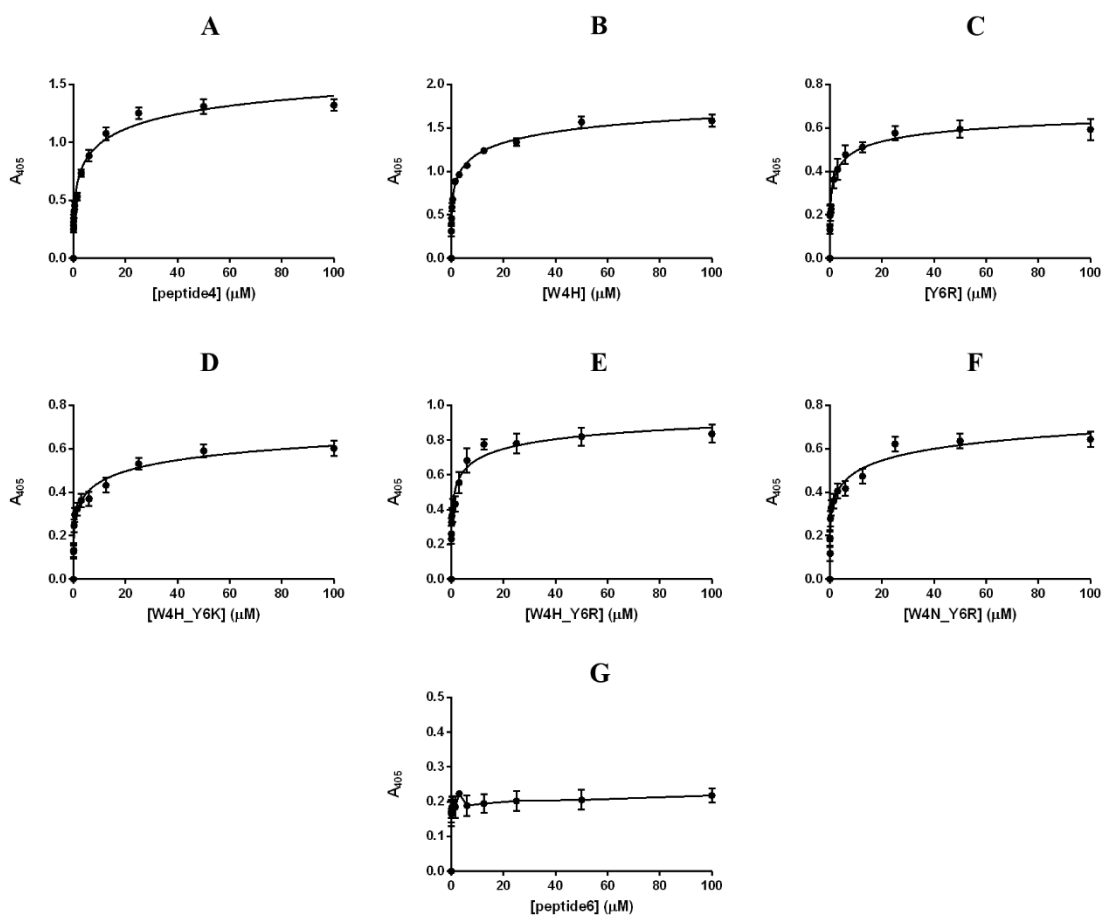 A
B
C
1.5
1.0
0.5
0.0
A405
0 20 40 60 80 100
[peptide4] (µM)
2.0
1.5
1.0
0.5
0.0
A405
0 20 40 60 80 100
[W4H] (µM)
0.8
0.6
0.4
0.2
0.0
A405
0 20 40 60 80 100
[Y6R] (µM)
D
E
F
0.8
0.6
0.4
0.2
0.0
A405
0 20 40 60 80 100
[W4H_Y6K] (µM)
1.0
0.8
0.6
0.4
0.2
0.0
A405
0 20 40 60 80 100
[W4H_Y6R] (µM)
0.8
0.6
0.4
0.2
0.0
A405
0 20 40 60 80 100
[W4N_Y6R] (µM)
G
0.5
0.4
0.3
0.2
0.1
0.0
A405
0 20 40 60 80 100
[peptide6] (µM)